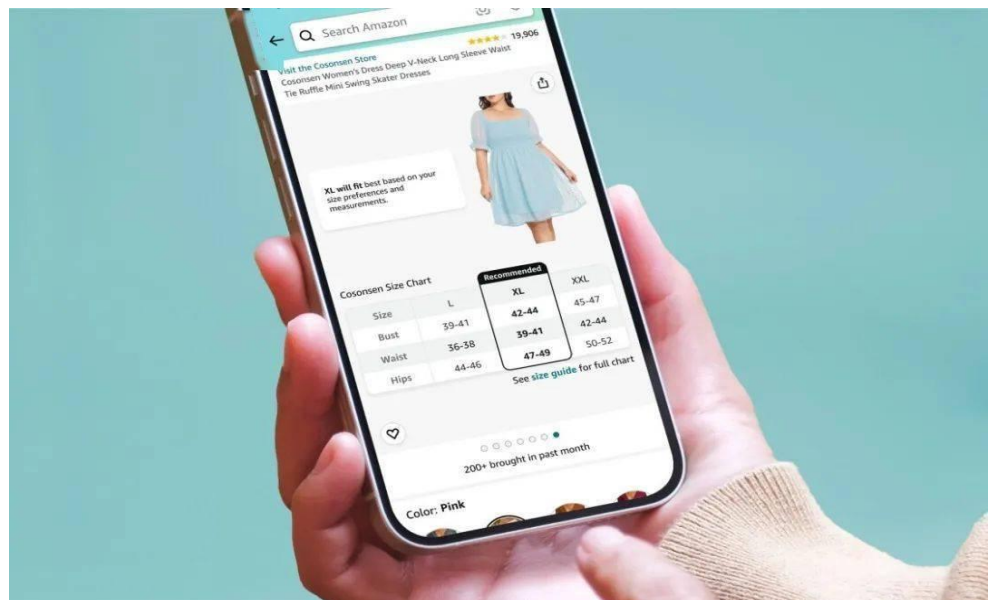 Search Amazon
Visit the Cosonsen Store
19,906
Cosonsen Women's Dress Deep V-Neck Long Sleeve Waist
Tie Ruffle Mini Swing Skater Dresses
XL will fit best based on your
size preferences and
measurements.
Cosonsen Size Chart
Recommended
Size L XL XXL
Bust 39-41 42-44 45-47
Waist 36-38 39-41 42-44
Hips 44-46 47-49 50-52
See size guide for full chart
200+ brought in past month
Color: Pink